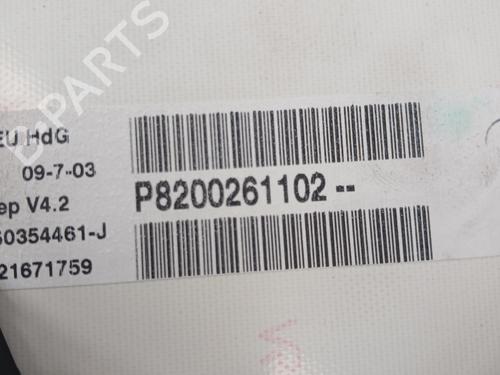 EU HdG
09-7-03
ep V4.2
60354461-J
21671759
P8200261102--
B-PARTS